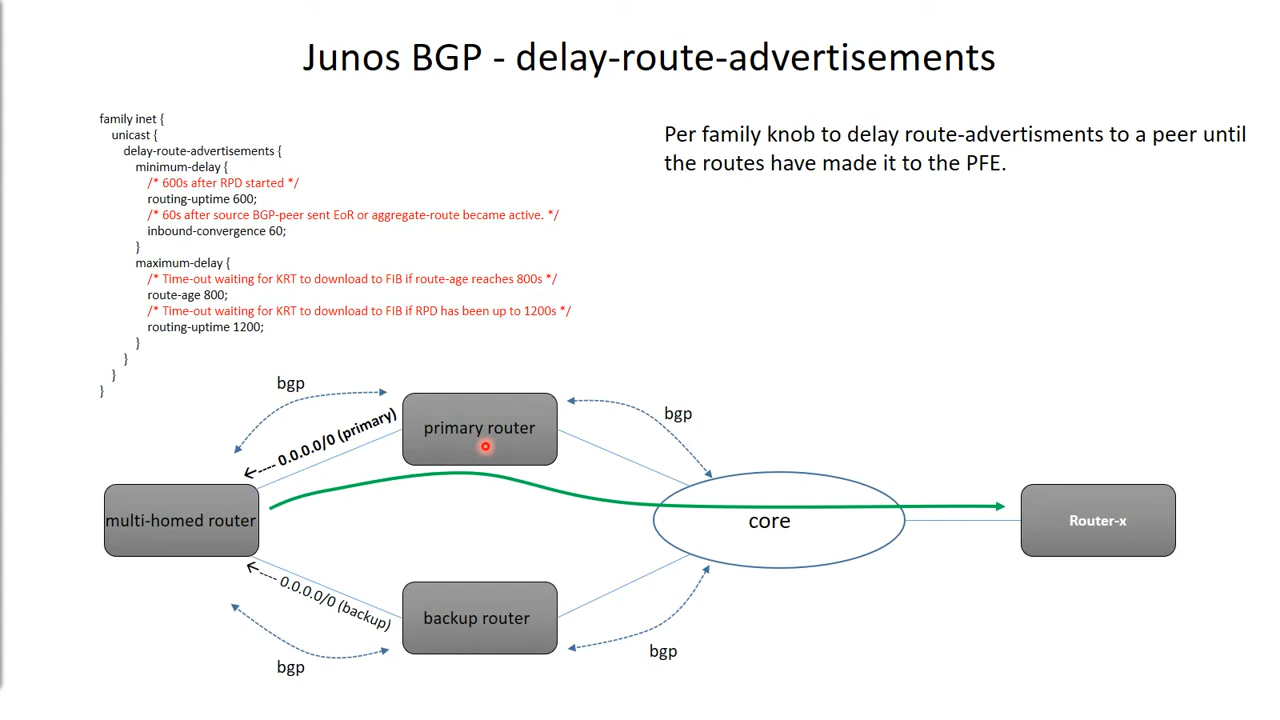 Junos BGP - delay-route-advertisements
family inet {
unicast {
delay-route-advertisements {
minimum-delay {
/* 600s after RPD started */
routing-uptime 600;
/* 60s after source BGP-peer sent EoR or aggregate-route became active. */
inbound-convergence 60;
}
maximum-delay {
/* Time-out waiting for KRT to download to FIB if route-age reaches 800s */
route-age 800;
/* Time-out waiting for KRT to download to FIB if RPD has been up to 1200s */
routing-uptime 1200;
}
}
}
}
Per family knob to delay route-advertisments to a peer until
the routes have made it to the PFE.
bgp
<---- 0.0.0.0/0 (primary)
primary router
bgp
multi-homed router
core
Router-x
<---- 0.0.0.0/0 (backup)
backup router
bgp
bgp